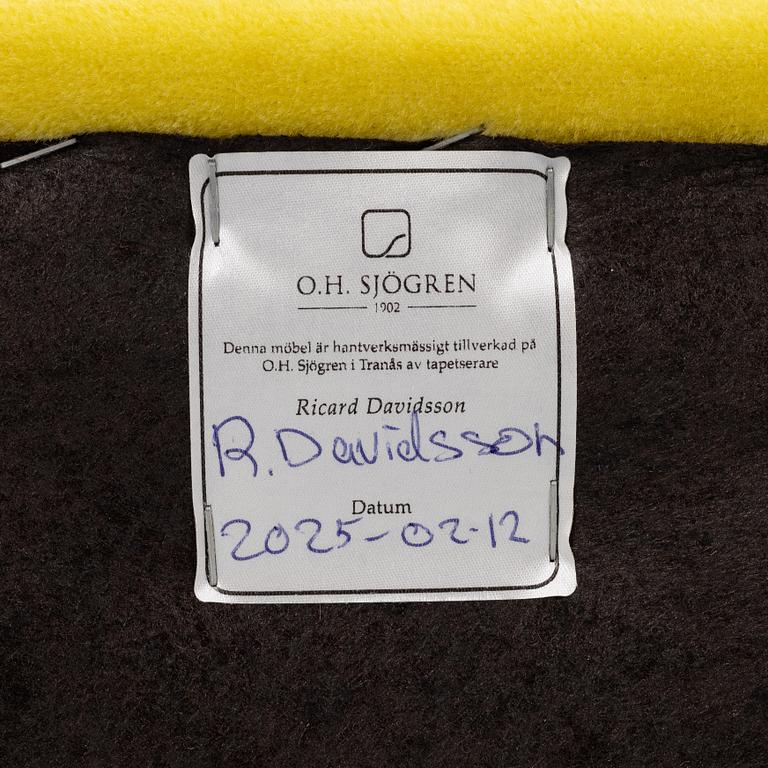 O.H. SJÖGREN
1902
Denna möbel är hantverksmässigt tillverkad på
O.H. Sjögren i Tranås av tapetserare
Ricard Davidsson
R. Davidsson
Datum
2025-02-12